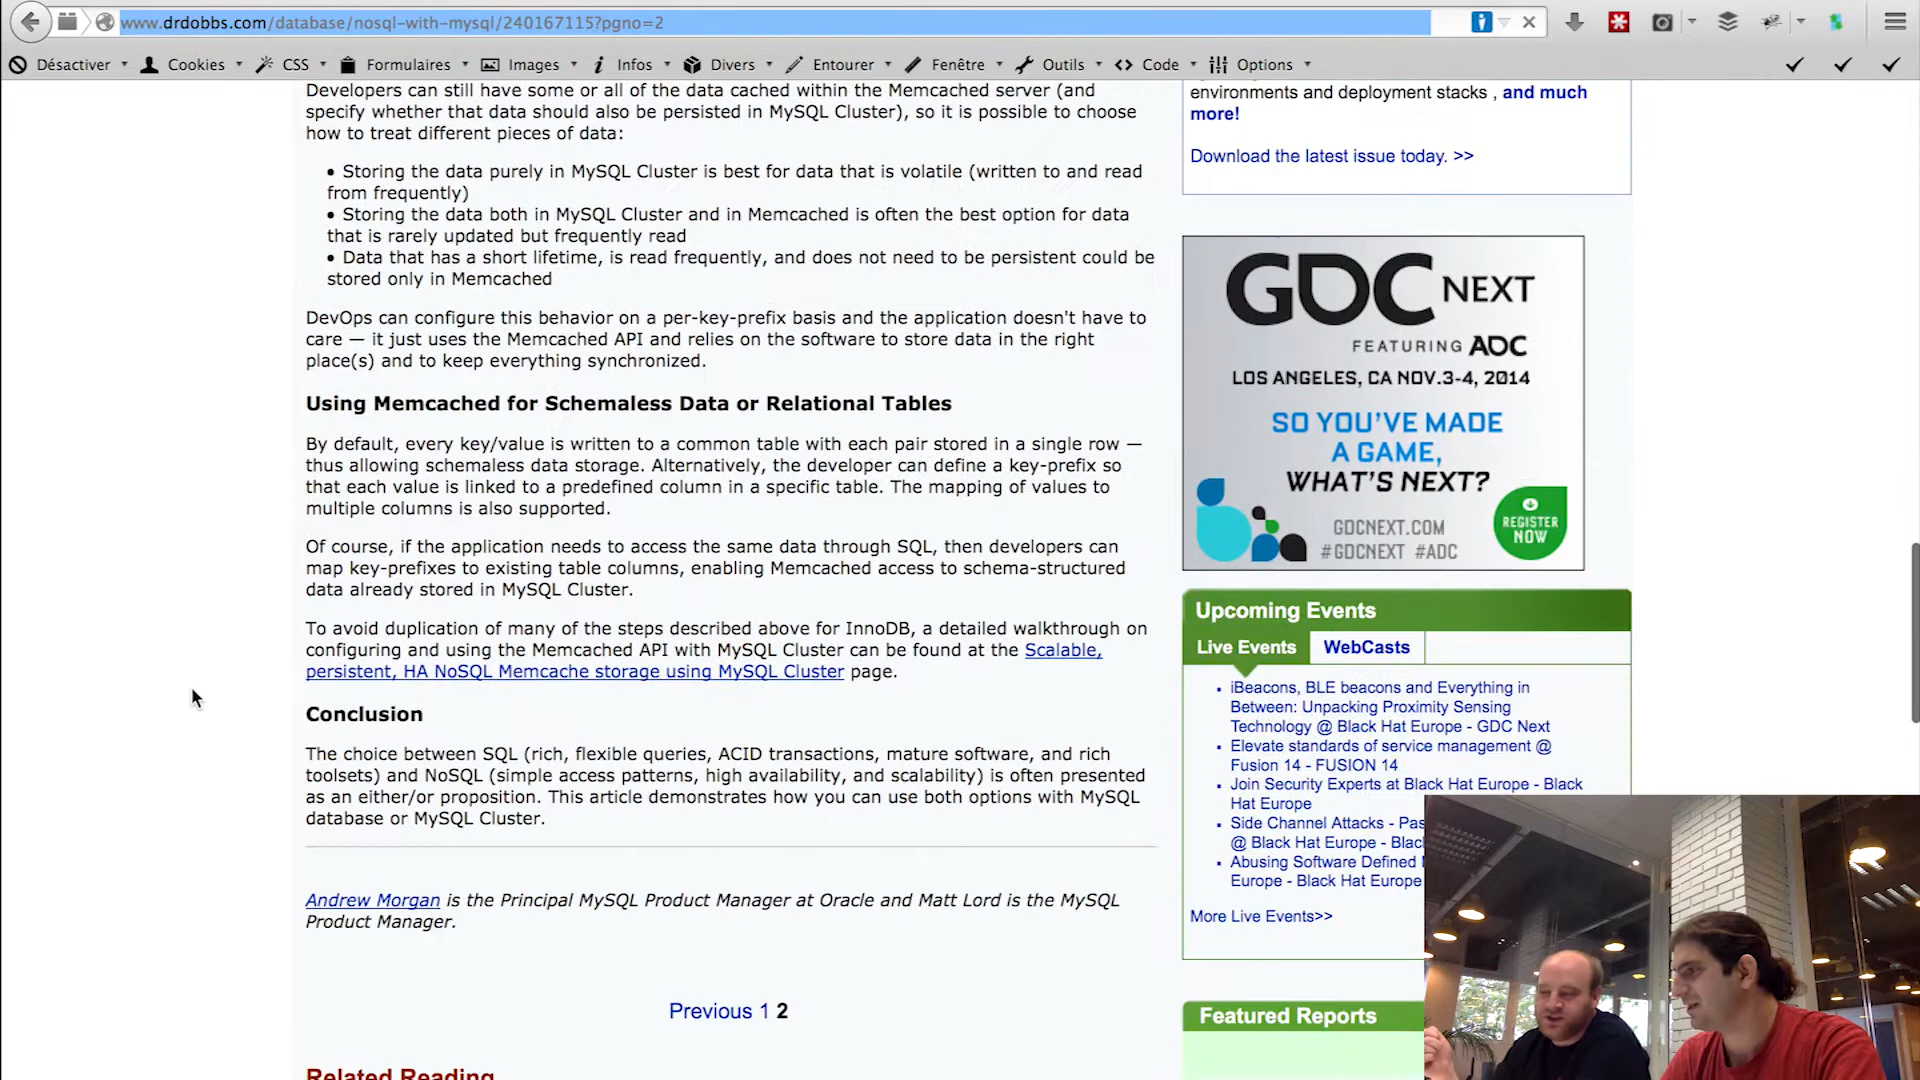 www.drdobbs.com/database/nosql-with-mysql/240167115?pgno=2
Désactiver Cookies CSS Formulaires Images Infos Divers Entourer Fenêtre Outils Code Options
Developers can still have some or all of the data cached within the Memcached server (and
specify whether that data should also be persisted in MySQL Cluster), so it is possible to choose
how to treat different pieces of data:
• Storing the data purely in MySQL Cluster is best for data that is volatile (written to and read
from frequently)
• Storing the data both in MySQL Cluster and in Memcached is often the best option for data
that is rarely updated but frequently read
• Data that has a short lifetime, is read frequently, and does not need to be persistent could be
stored only in Memcached
DevOps can configure this behavior on a per-key-prefix basis and the application doesn't have to
care — it just uses the Memcached API and relies on the software to store data in the right
place(s) and to keep everything synchronized.
Using Memcached for Schemaless Data or Relational Tables
By default, every key/value is written to a common table with each pair stored in a single row —
thus allowing schemaless data storage. Alternatively, the developer can define a key-prefix so
that each value is linked to a predefined column in a specific table. The mapping of values to
multiple columns is also supported.
Of course, if the application needs to access the same data through SQL, then developers can
map key-prefixes to existing table columns, enabling Memcached access to schema-structured
data already stored in MySQL Cluster.
To avoid duplication of many of the steps described above for InnoDB, a detailed walkthrough on
configuring and using the Memcached API with MySQL Cluster can be found at the Scalable,
persistent, HA NoSQL Memcache storage using MySQL Cluster page.
Conclusion
The choice between SQL (rich, flexible queries, ACID transactions, mature software, and rich
toolsets) and NoSQL (simple access patterns, high availability, and scalability) is often presented
as an either/or proposition. This article demonstrates how you can use both options with MySQL
database or MySQL Cluster.
Andrew Morgan is the Principal MySQL Product Manager at Oracle and Matt Lord is the MySQL
Product Manager.
Previous 1 2
Related Reading
environments and deployment stacks , and much
more!
Download the latest issue today. >>
GDC NEXT
FEATURING ADC
LOS ANGELES, CA NOV.3-4, 2014
SO YOU'VE MADE
A GAME,
WHAT'S NEXT?
GDCNEXT.COM
#GDCNEXT #ADC
REGISTER
NOW
Upcoming Events
Live Events WebCasts
iBeacons, BLE beacons and Everything in
Between: Unpacking Proximity Sensing
Technology @ Black Hat Europe - GDC Next
Elevate standards of service management @
Fusion 14 - FUSION 14
Join Security Experts at Black Hat Europe - Black
Hat Europe
Side Channel Attacks -
@ Black Hat Europe -
Abusing Software Defined
Europe - Black Hat Europe
More Live Events>>
Featured Reports